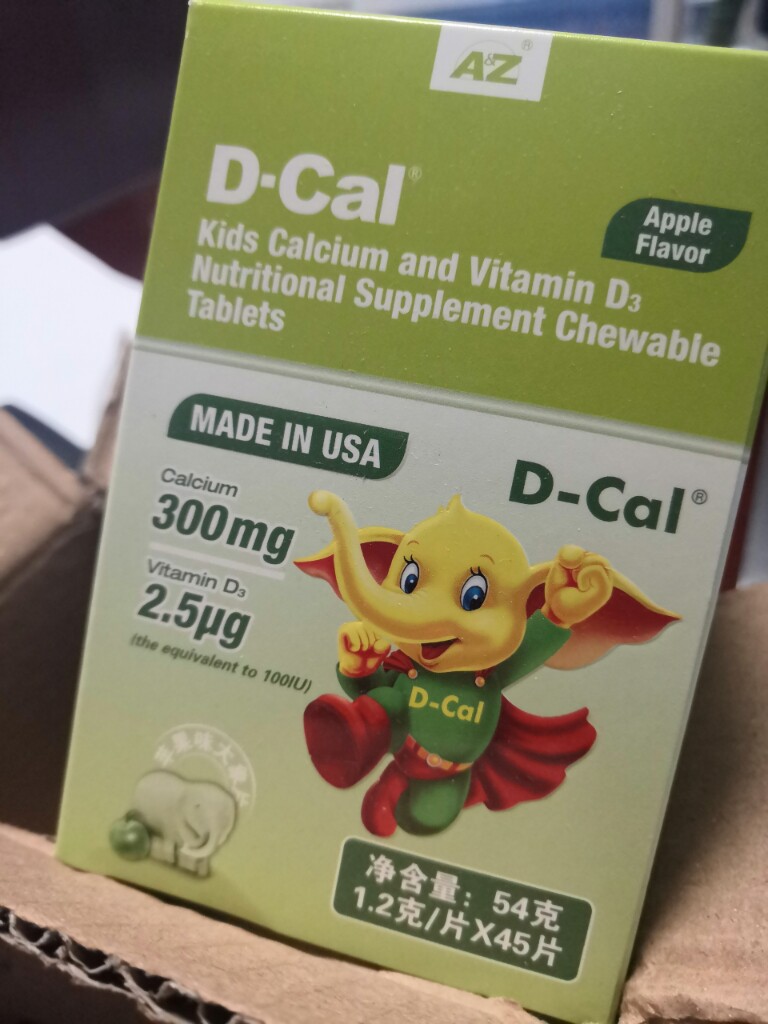 A&Z®
D-Cal®
Apple
Flavor
Kids Calcium and Vitamin D₃
Nutritional Supplement Chewable
Tablets
MADE IN USA
D-Cal®
Calcium
300mg
Vitamin D₃
2.5μg
(the equivalent to 100IU)
D-Cal
净含量：54克
1.2克/片X45片